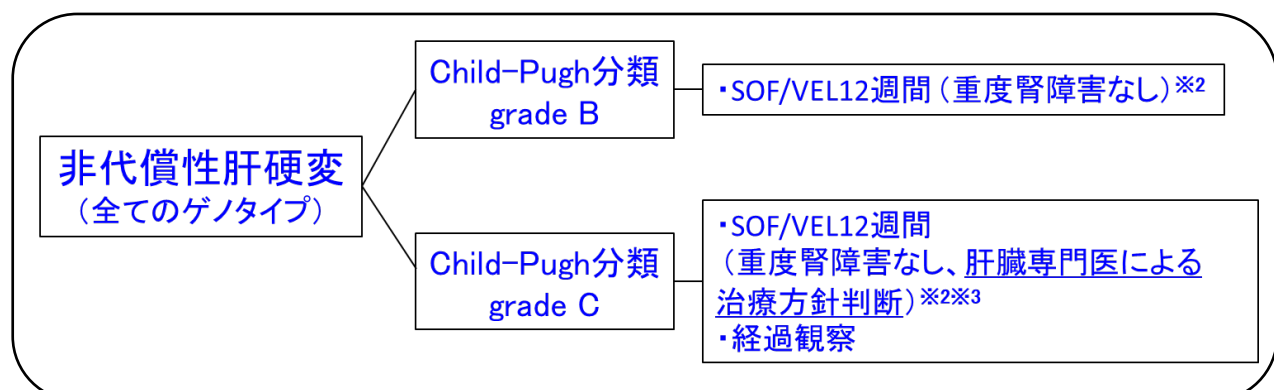 非代償性肝硬変
（全てのゲノタイプ）
Child-Pugh分類
grade B
・SOF/VEL12週間（重度腎障害なし）※2
Child-Pugh分類
grade C
・SOF/VEL12週間
（重度腎障害なし、肝臓専門医による
治療方針判断）※2※3
・経過観察